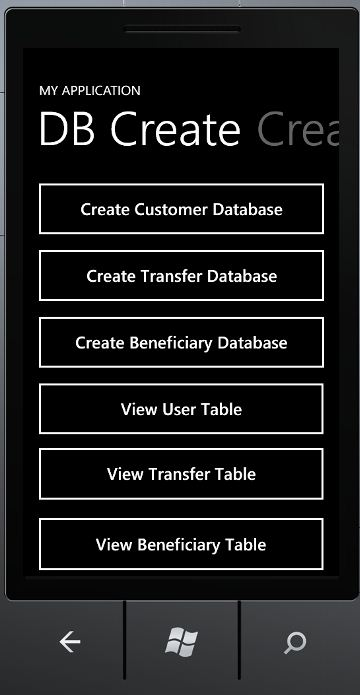 MY APPLICATION
DB Create Crea
Create Customer Database
Create Transfer Database
Create Beneficiary Database
View User Table
View Transfer Table
View Beneficiary Table